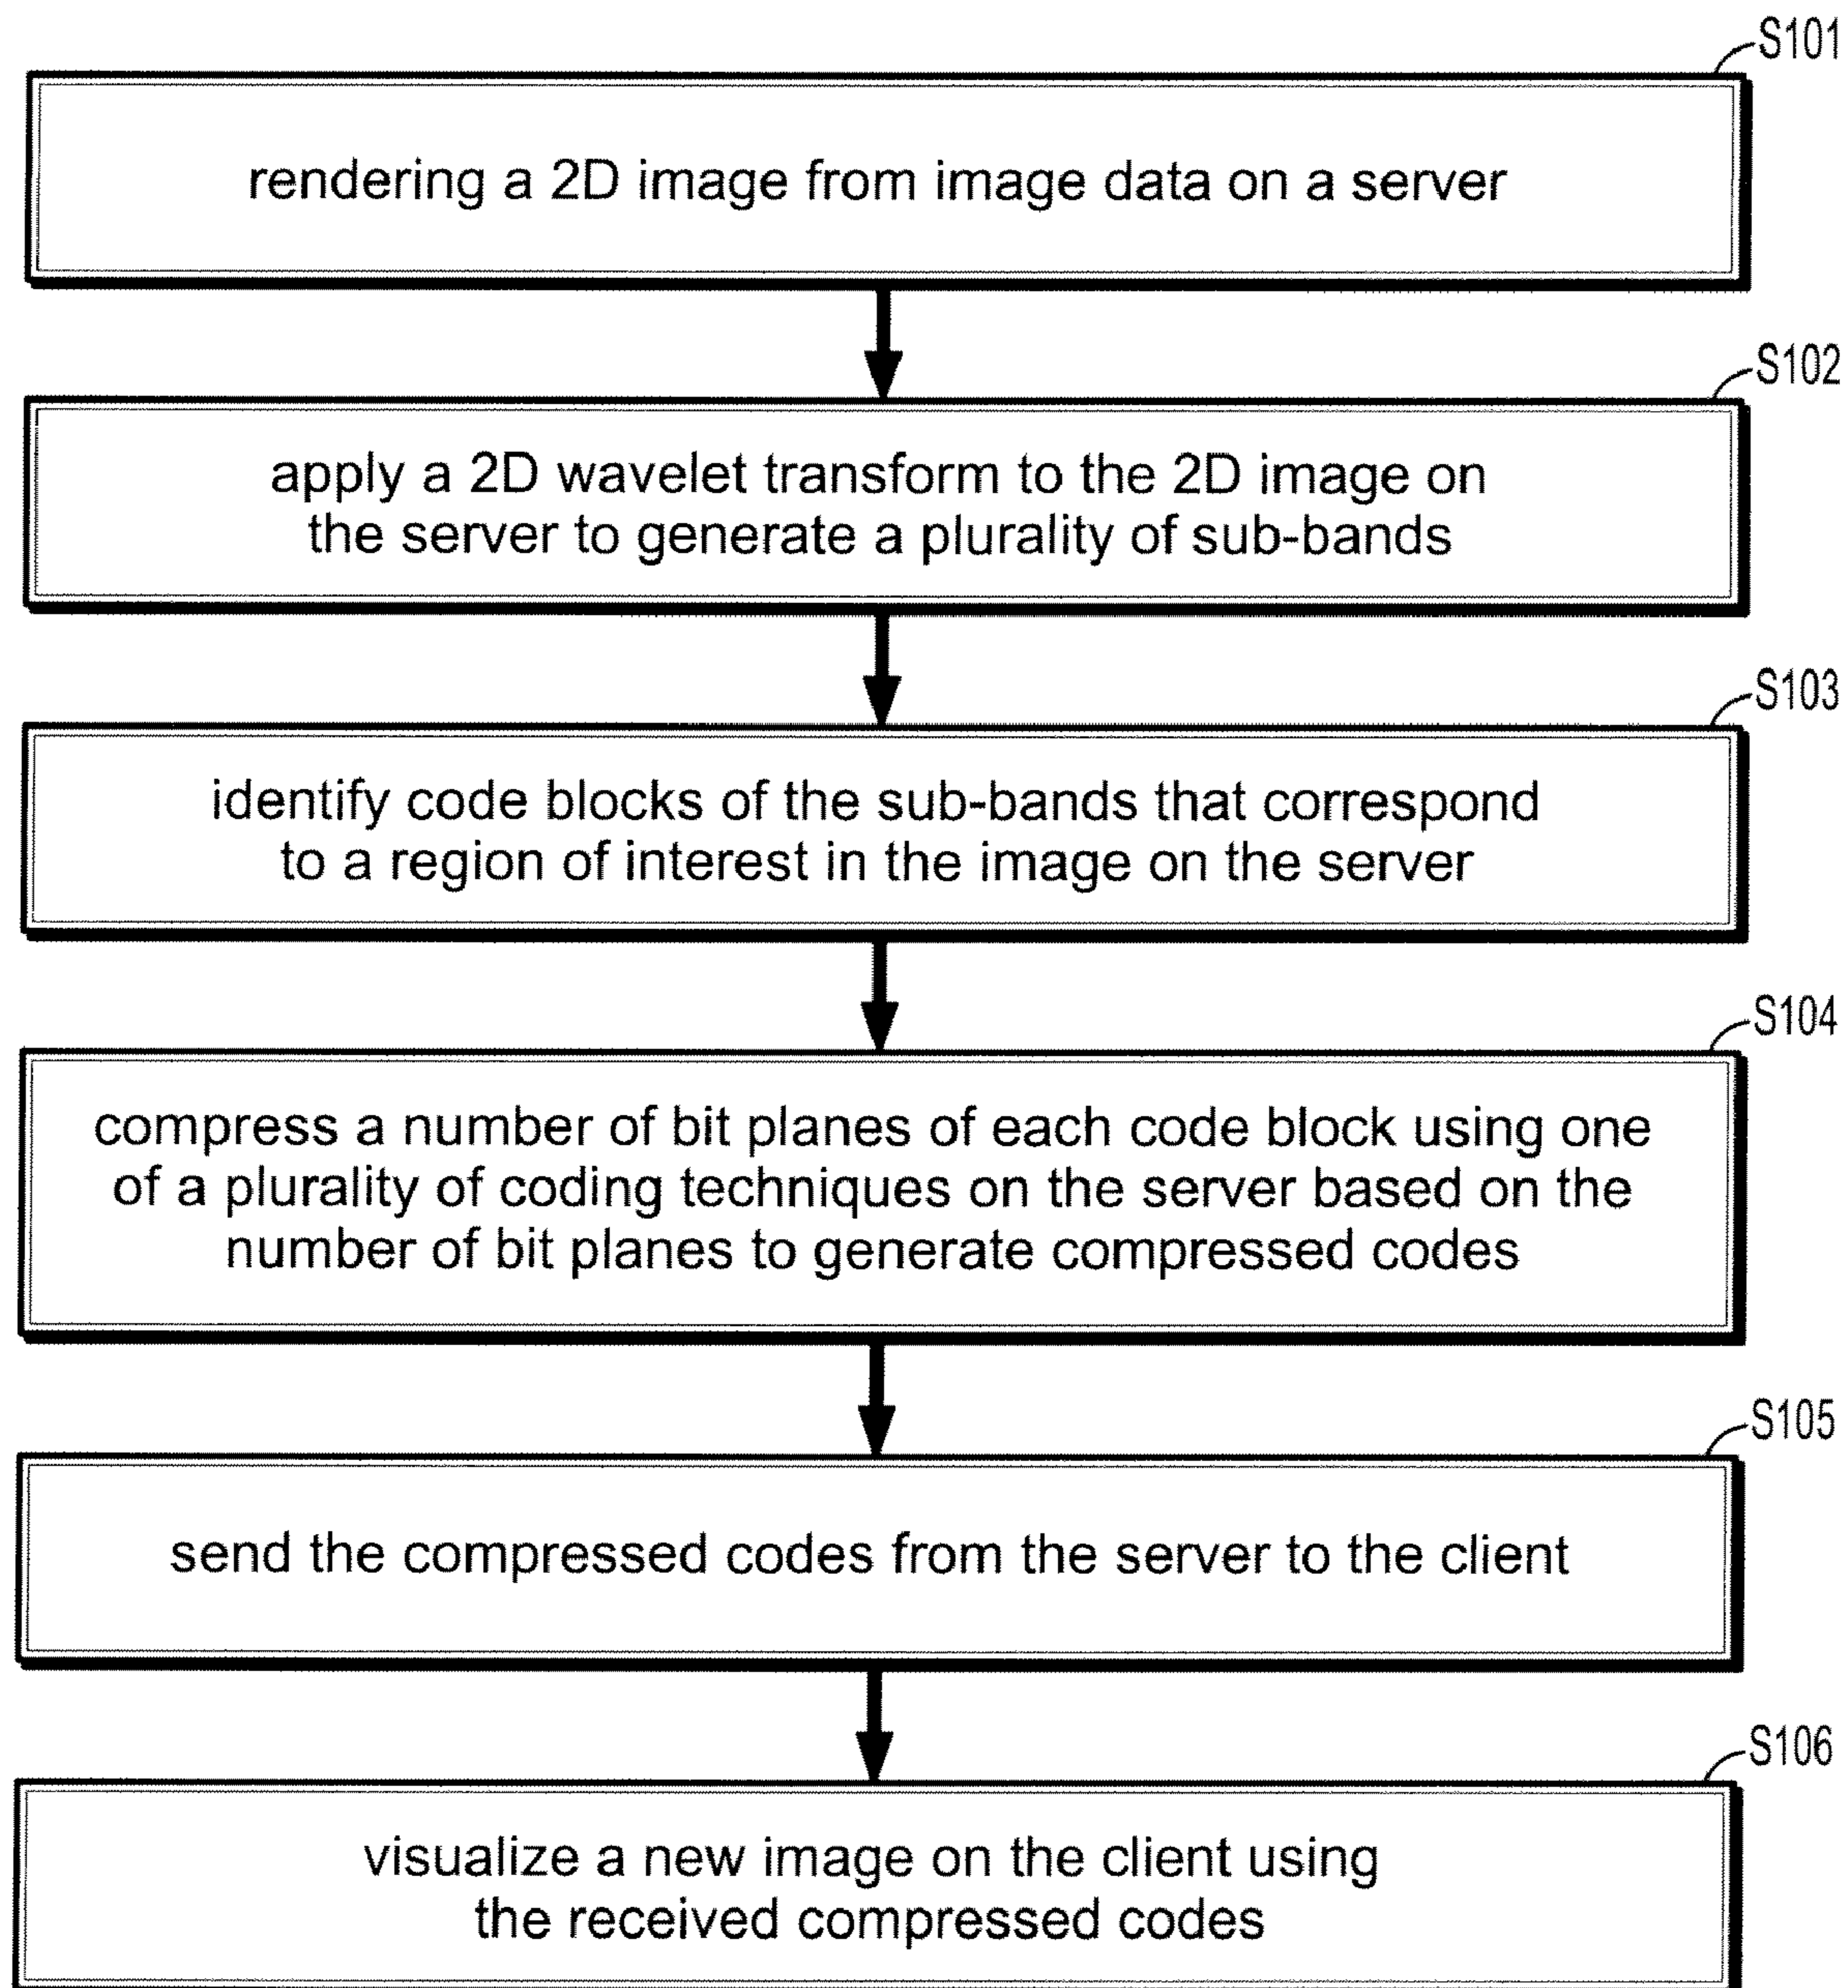 S101
rendering a 2D image from image data on a server
S102
apply a 2D wavelet transform to the 2D image on
the server to generate a plurality of sub-bands
S103
identify code blocks of the sub-bands that correspond
to a region of interest in the image on the server
S104
compress a number of bit planes of each code block using one
of a plurality of coding techniques on the server based on the
number of bit planes to generate compressed codes
S105
send the compressed codes from the server to the client
S106
visualize a new image on the client using
the received compressed codes